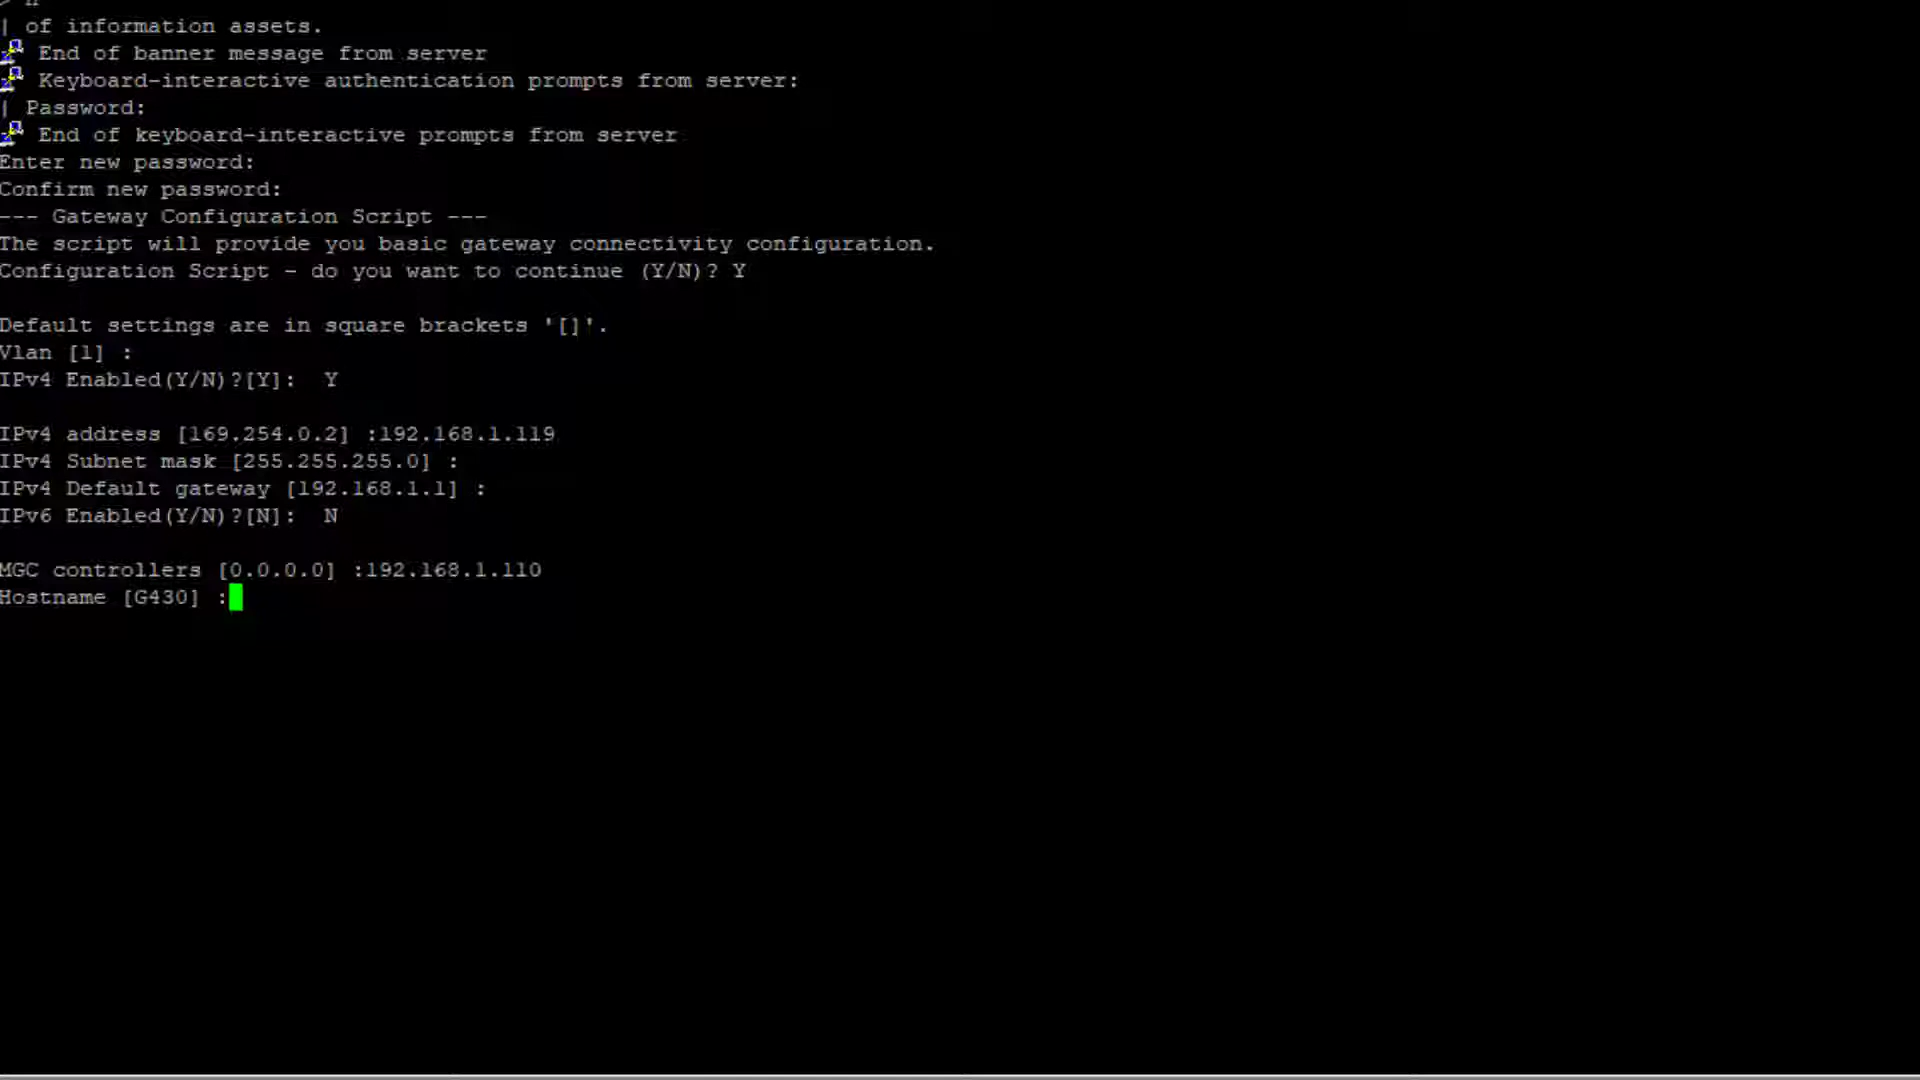 | of information assets.
End of banner message from server
Keyboard-interactive authentication prompts from server:
| Password:
End of keyboard-interactive prompts from server
Enter new password:
Confirm new password:
--- Gateway Configuration Script ---
The script will provide you basic gateway connectivity configuration.
Configuration Script - do you want to continue (Y/N)? Y
Default settings are in square brackets '[]'.
Vlan [1] :
IPv4 Enabled(Y/N)?[Y]:  Y
IPv4 address [169.254.0.2] :192.168.1.119
IPv4 Subnet mask [255.255.255.0] :
IPv4 Default gateway [192.168.1.1] :
IPv6 Enabled(Y/N)?[N]:  N
MGC controllers [0.0.0.0] :192.168.1.110
Hostname [G430] :